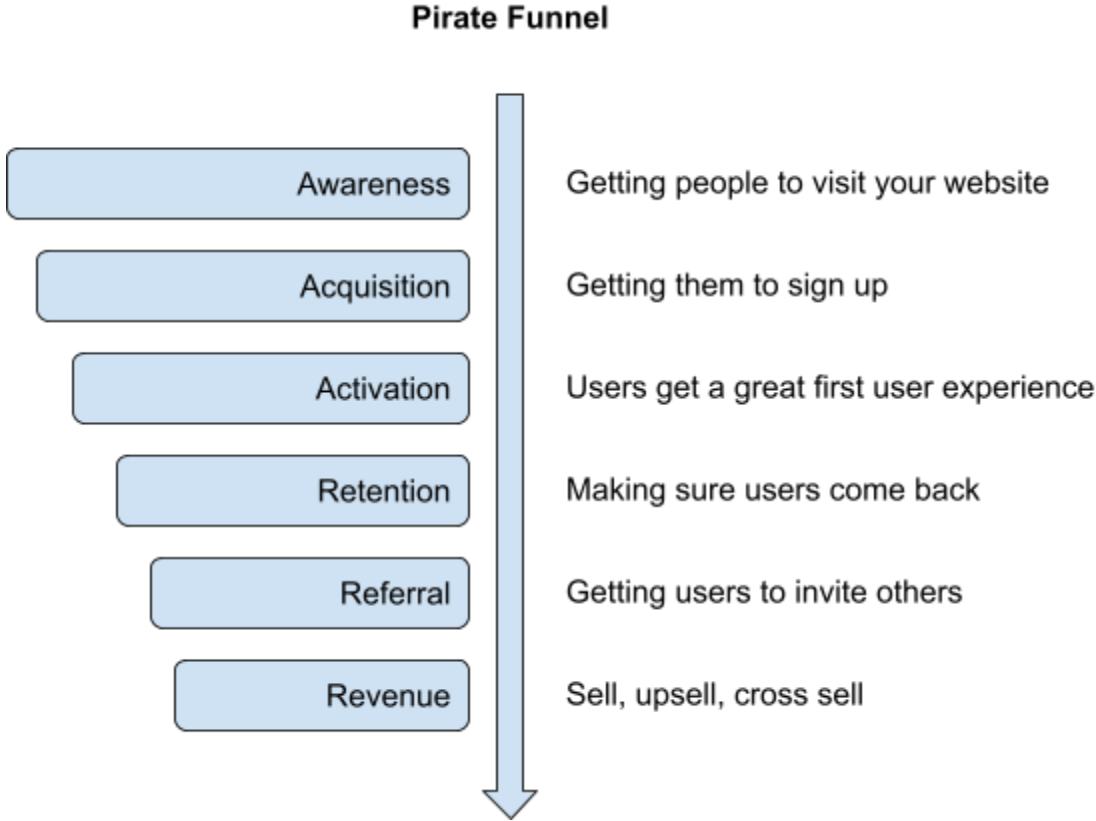 Pirate Funnel
Awareness
Getting people to visit your website
Acquisition
Getting them to sign up
Activation
Users get a great first user experience
Retention
Making sure users come back
Referral
Getting users to invite others
Revenue
Sell, upsell, cross sell